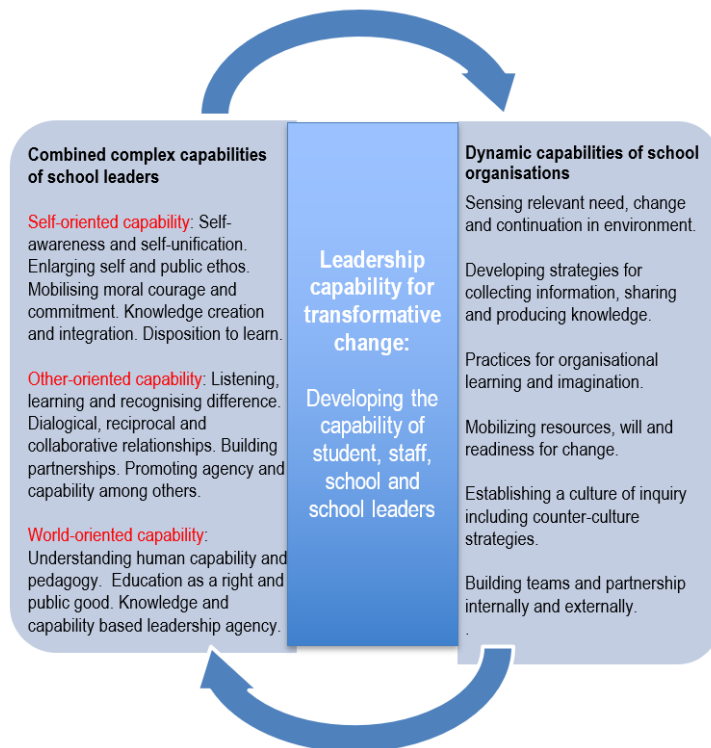 Combined complex capabilities
of school leaders
Self-oriented capability: Self-
awareness and self-unification.
Enlarging self and public ethos.
Mobilising moral courage and
commitment. Knowledge creation
and integration. Disposition to learn.
Other-oriented capability: Listening,
learning and recognising difference.
Dialogical, reciprocal and
collaborative relationships. Building
partnerships. Promoting agency and
capability among others.
World-oriented capability:
Understanding human capability and
pedagogy.  Education as a right and
public good. Knowledge and
capability based leadership agency.
Leadership
capability for
transformative
change:
Developing the
capability of
student, staff,
school and
school leaders
Dynamic capabilities of school
organisations
Sensing relevant need, change
and continuation in environment.
Developing strategies for
collecting information, sharing
and producing knowledge.
Practices for organisational
learning and imagination.
Mobilizing resources, will and
readiness for change.
Establishing a culture of inquiry
including counter-culture
strategies.
Building teams and partnership
internally and externally.
.